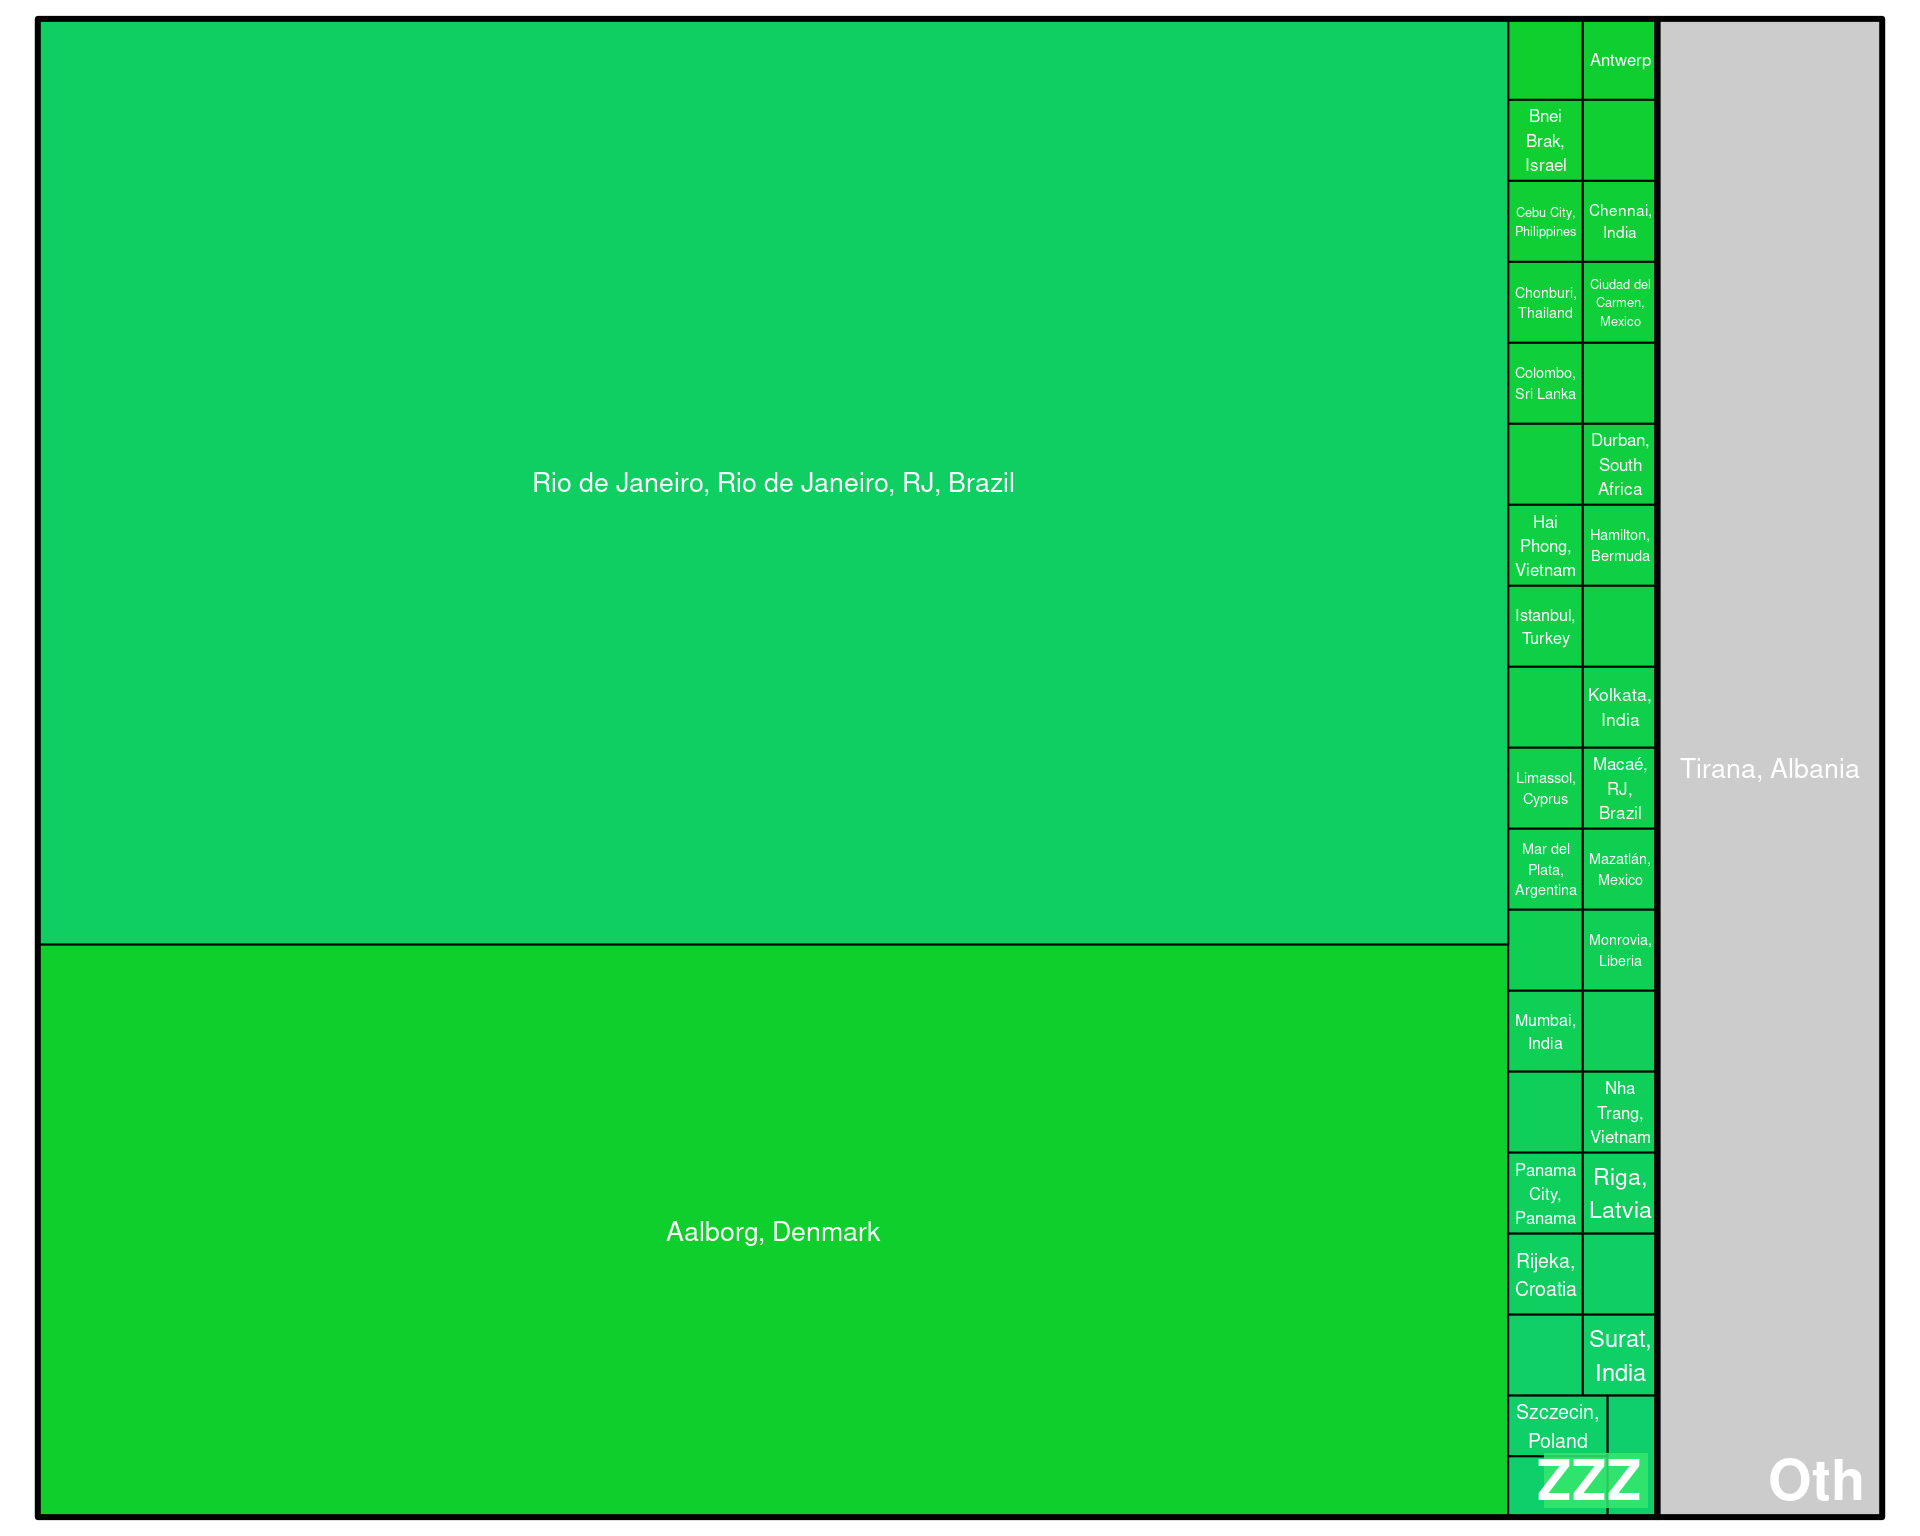 Rio de Janeiro, Rio de Janeiro, RJ, Brazil
Aalborg, Denmark
Antwerp
Bnei
Brak,
Israel
Cebu City,
Philippines
Chennai,
India
Chonburi,
Thailand
Ciudad del
Carmen,
Mexico
Colombo,
Sri Lanka
Durban,
South
Africa
Hai
Phong,
Vietnam
Hamilton,
Bermuda
Istanbul,
Turkey
Kolkata,
India
Limassol,
Cyprus
Macaé,
RJ,
Brazil
Mar del
Plata,
Argentina
Mazatlán,
Mexico
Monrovia,
Liberia
Mumbai,
India
Nha
Trang,
Vietnam
Panama
City,
Panama
Riga,
Latvia
Rijeka,
Croatia
Surat,
India
Szczecin,
Poland
ZZZ
Tirana, Albania
Oth